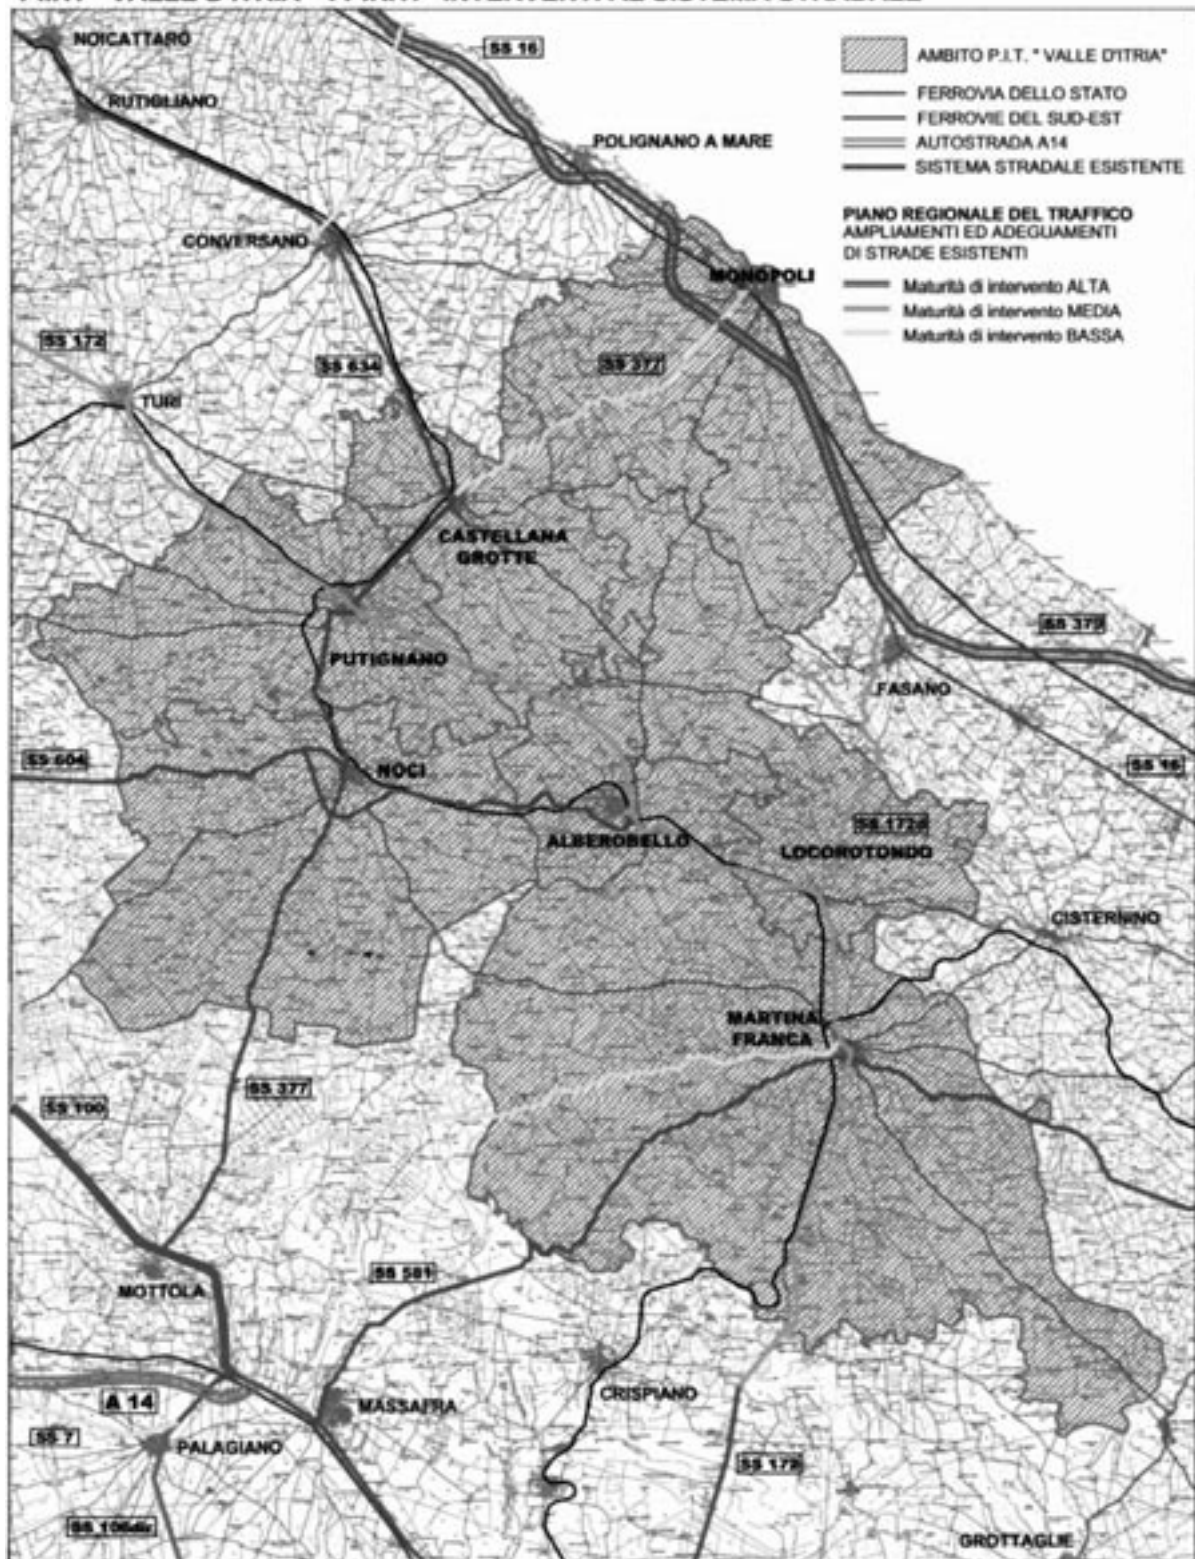 NOICATTARO
SS 16
AMBITO P.I.T. " VALLE D'ITRIA"
FERROVIA DELLO STATO
FERROVIE DEL SUD-EST
AUTOSTRADA A14
SISTEMA STRADALE ESISTENTE
RUTIGLIANO
POLIGNANO A MARE
PIANO REGIONALE DEL TRAFFICO
AMPLIAMENTI ED ADEGUAMENTI
DI STRADE ESISTENTI
Maturità di intervento ALTA
Maturità di intervento MEDIA
Maturità di intervento BASSA
CONVERSANO
MONOPOLI
SS 172
SS 634
SS 377
TURI
CASTELLANA
GROTTE
SS 379
PUTIGNANO
FASANO
SS 604
NOCI
SS 16
ALBEROBELLO
SS 172d
LOCOROTONDO
CISTERNINO
MARTINA
FRANCA
SS 377
SS 100
SS 581
MOTTOLA
A 14
MASSAFRA
CRISPIANO
SS 7
PALAGIANO
SS 172
SS 106dir
GROTTAGLIE